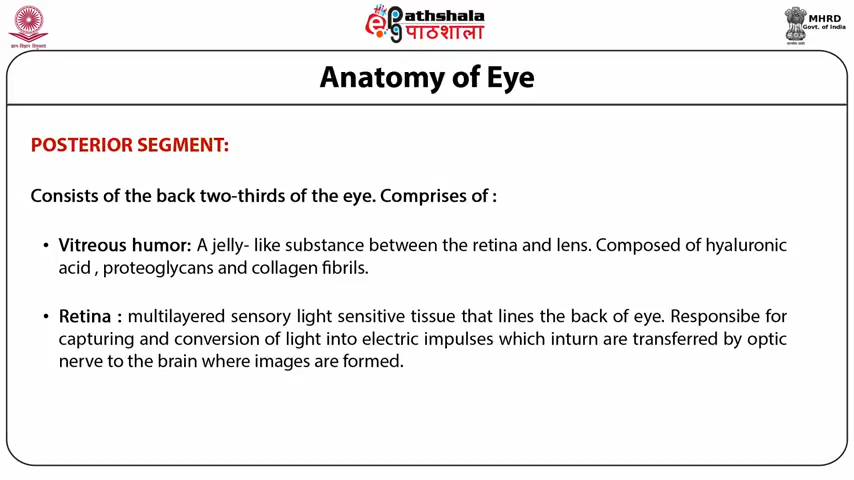 ePathshala
पाठशाला
MHRD
Govt. of India
Anatomy of Eye
POSTERIOR SEGMENT:
Consists of the back two-thirds of the eye. Comprises of :
• Vitreous humor: A jelly- like substance between the retina and lens. Composed of hyaluronic
acid , proteoglycans and collagen fibrils.
• Retina : multilayered sensory light sensitive tissue that lines the back of eye. Responsibe for
capturing and conversion of light into electric impulses which inturn are transferred by optic
nerve to the brain where images are formed.